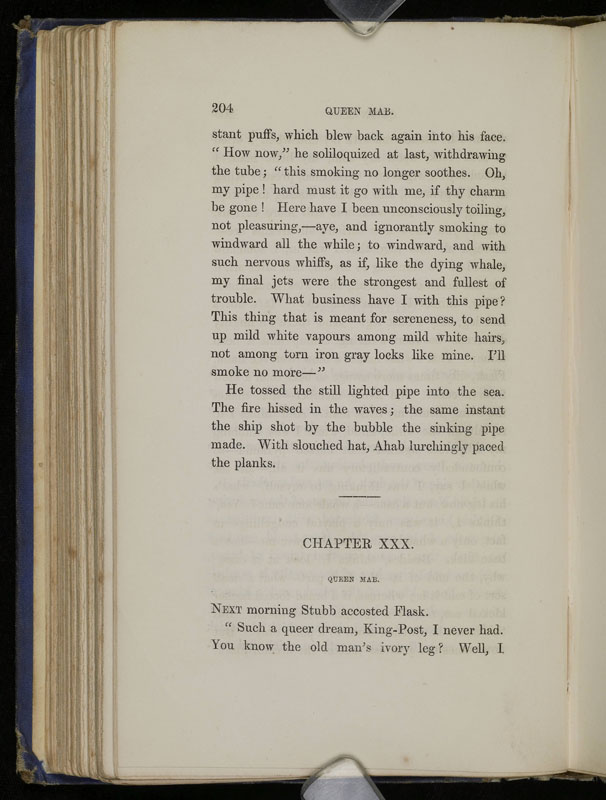 204 QUEEN MAB.
stant puffs, which blew back again into his face.
“ How now,” he soliloquized at last, withdrawing
the tube; “this smoking no longer soothes. Oh,
my pipe! hard must it go with me, if thy charm
be gone! Here have I been unconsciously toiling,
not pleasuring,—aye, and ignorantly smoking to
windward all the while; to windward, and with
such nervous whiffs, as if, like the dying whale,
my final jets were the strongest and fullest of
trouble. What business have I with this pipe?
This thing that is meant for sereneness, to send
up mild white vapours among mild white hairs,
not among torn iron gray locks like mine. I’ll
smoke no more—”
He tossed the still lighted pipe into the sea.
The fire hissed in the waves; the same instant
the ship shot by the bubble the sinking pipe
made. With slouched hat, Ahab lurchingly paced
the planks.
CHAPTER XXX.
QUEEN MAB.
NEXT morning Stubb accosted Flask.
“ Such a queer dream, King-Post, I never had.
You know the old man’s ivory leg? Well, I